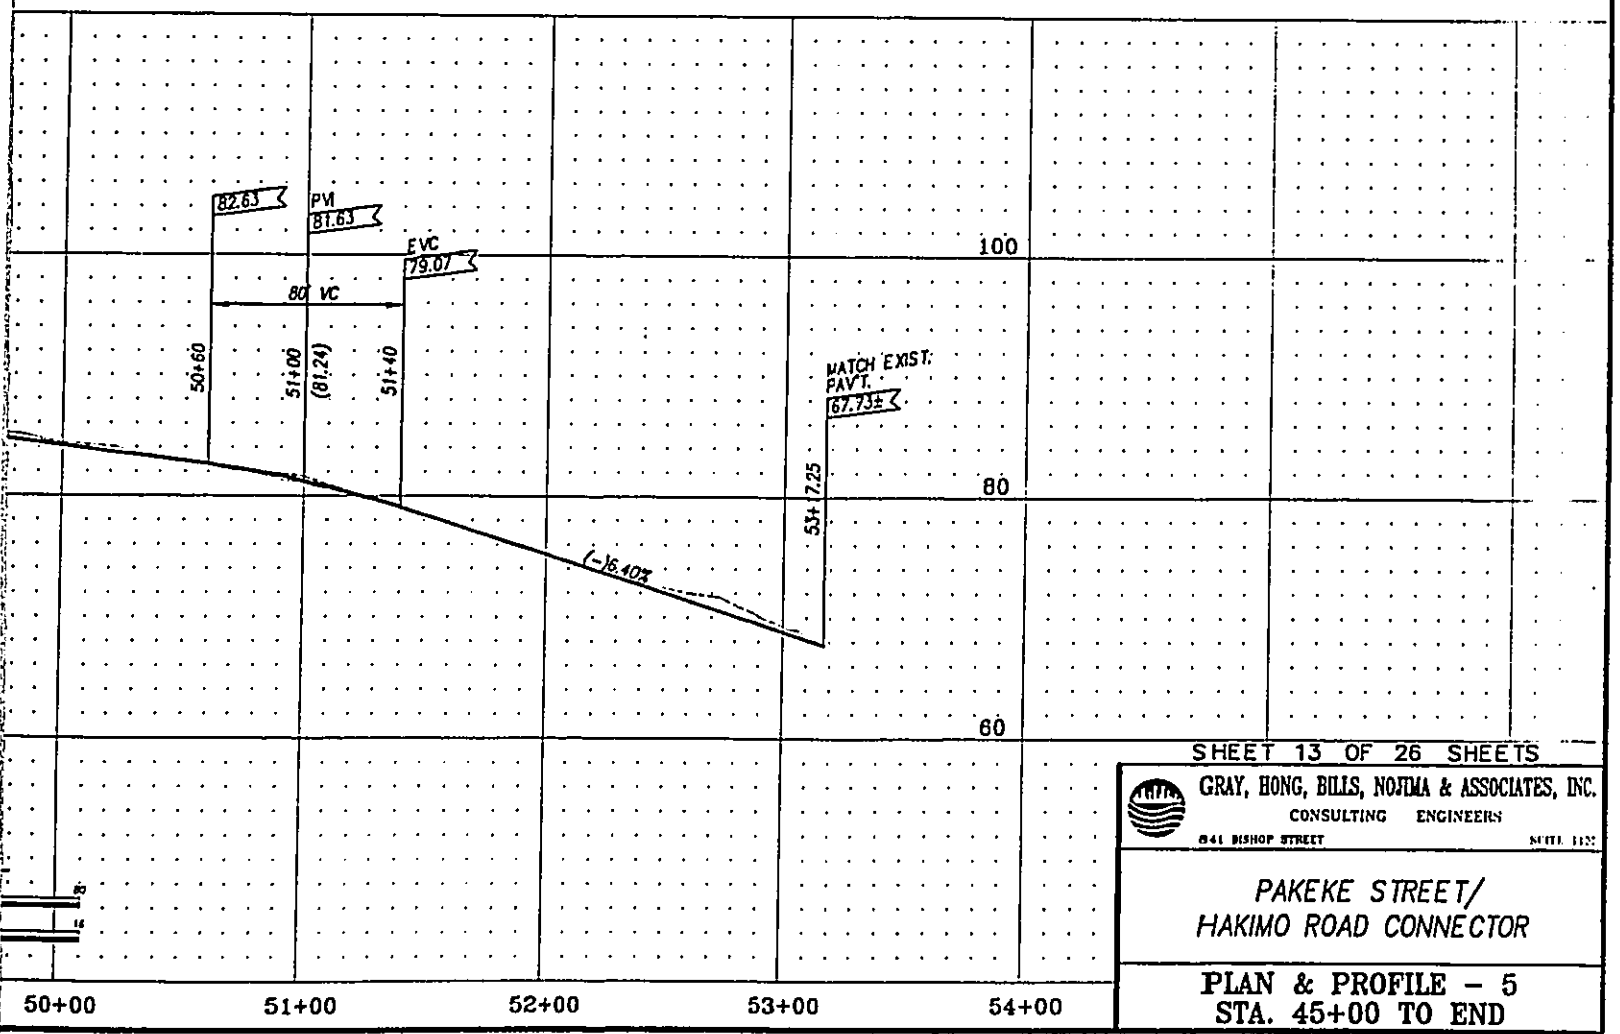 82.63
PVI
81.63
EVC
79.07
100
80' VC
50+60
51+00
(81.24)
51+40
MATCH EXIST.
PAV'T.
67.73±
53+17.25
80
(-)6.40%
60
SHEET 13 OF 26 SHEETS
GRAY, HONG, BILLS, NOJIMA & ASSOCIATES, INC.
CONSULTING ENGINEERS
841 BISHOP STREET
PAKEKE STREET/
HAKIMO ROAD CONNECTOR
80
16
50+00
51+00
52+00
53+00
54+00
PLAN & PROFILE - 5
STA. 45+00 TO END